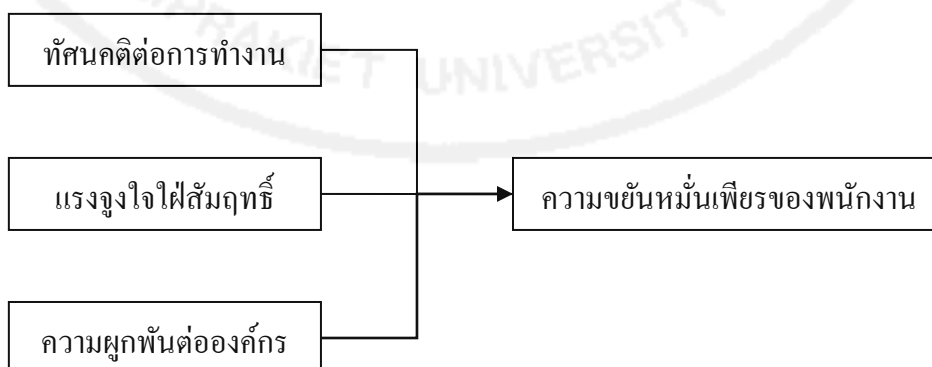 PRAKIET UNIVERSITY
ทัศนคติต่อการทำงาน
แรงจูงใจใฝ่สัมฤทธิ์
ความขยันหมั่นเพียรของพนักงาน
ความผูกพันต่อองค์กร